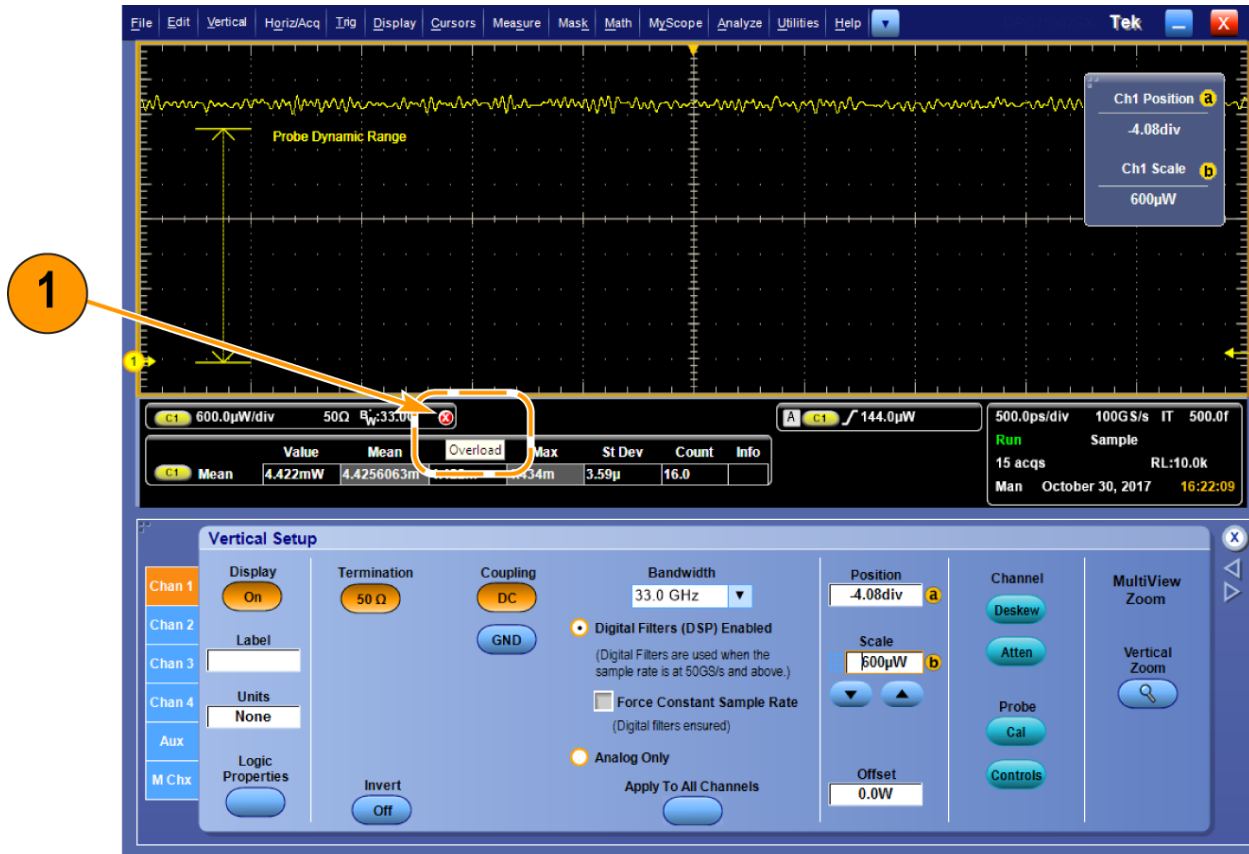 File Edit Vertical Horiz/Acq Trig Display Cursors Measure Mask Math MyScope Analyze Utilities Help Tek X
Ch1 Position a
-4.08div
Ch1 Scale b
600µW
Probe Dynamic Range
1
1
C1 600.0µW/div 50Ω BW:33.0G
A C1 144.0µW
500.0ps/div 100GS/s IT 500.0f
Run Sample
15 acqs RL:10.0k
Man October 30, 2017 16:22:09
Value Mean Max St Dev Count Info
Overload
C1 Mean 4.422mW 4.4256063m 3.59µ 16.0
Vertical Setup
X
Chan 1
Chan 2
Chan 3
Chan 4
Aux
M Chx
Display
On
Label
Units
None
Logic
Properties
Termination
50 Ω
Invert
Off
Coupling
DC
GND
Bandwidth
33.0 GHz
Digital Filters (DSP) Enabled
(Digital Filters are used when the
sample rate is at 50GS/s and above.)
Force Constant Sample Rate
(Digital filters ensured)
Analog Only
Apply To All Channels
Position
-4.08div a
Scale
600µW b
Offset
0.0W
Channel
Deskew
Atten
Probe
Cal
Controls
MultiView
Zoom
Vertical
Zoom